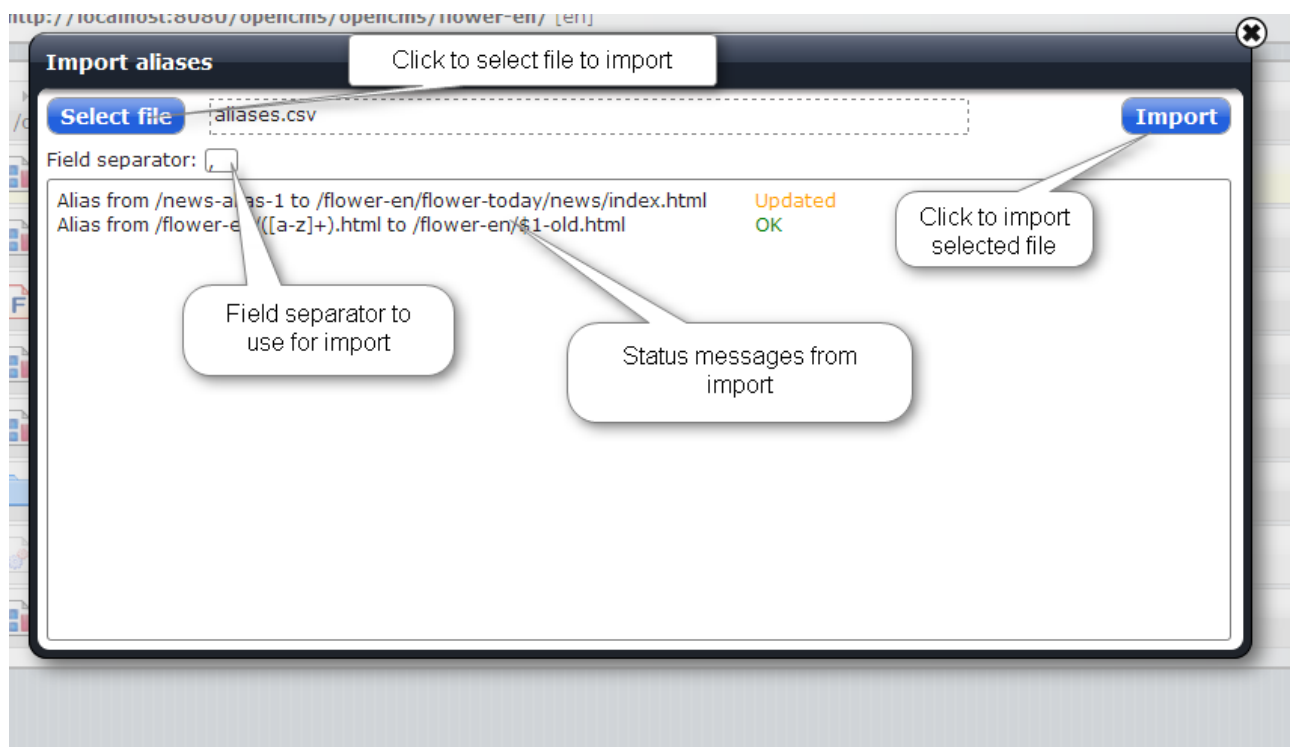 http://localhost:8080/opencms/opencms/flower-en/ [en]
Import aliases
Click to select file to import
Select file
aliases.csv
Import
Field separator: ,
Alias from /news-alias-1 to /flower-en/flower-today/news/index.html Updated
Alias from /flower-en/([a-z]+).html to /flower-en/$1-old.html OK
Click to import
selected file
Field separator to
use for import
Status messages from
import
F